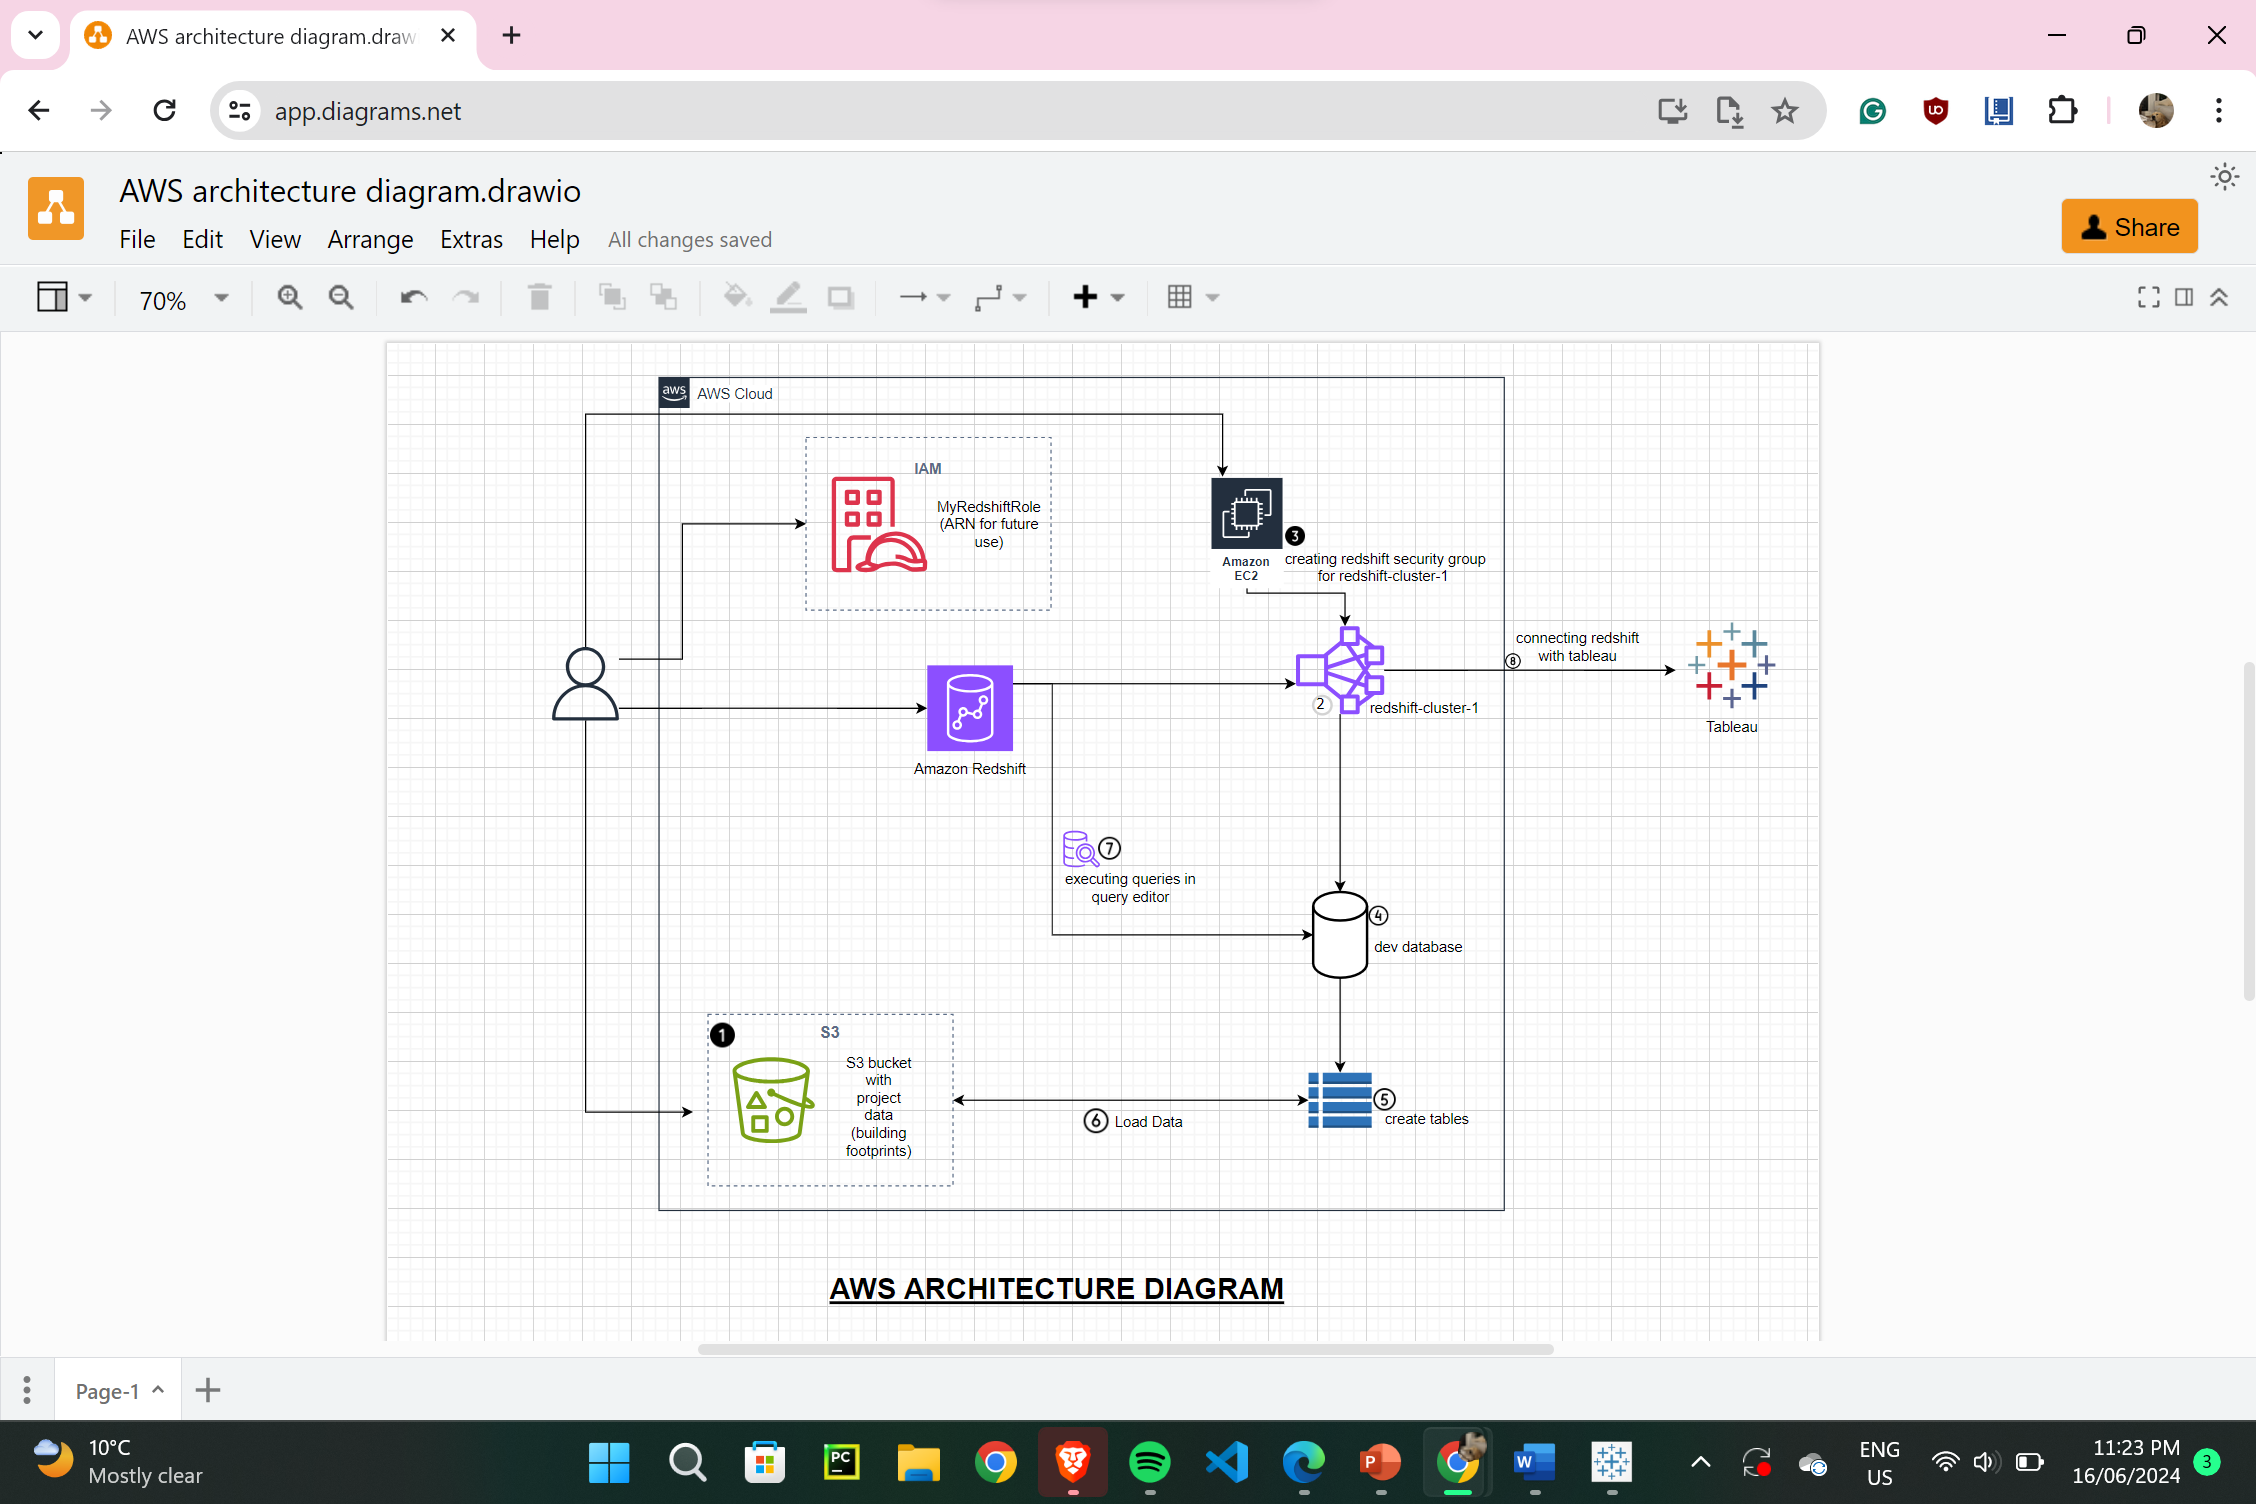 AWS architecture diagram.draw
app.diagrams.net
AWS architecture diagram.drawio
File Edit View Arrange Extras Help All changes saved
Share
70%
aws AWS Cloud
IAM
MyRedshiftRole
(ARN for future
use)
3
Amazon
EC2
creating redshift security group
for redshift-cluster-1
connecting redshift
with tableau
8
2
redshift-cluster-1
Tableau
Amazon Redshift
7
executing queries in
query editor
4
dev database
1
S3
S3 bucket
with
project
data
(building
footprints)
6 Load Data
5
create tables
AWS ARCHITECTURE DIAGRAM
Page-1
10°C
Mostly clear
PC
P
W
ENG
US
11:23 PM
16/06/2024
3